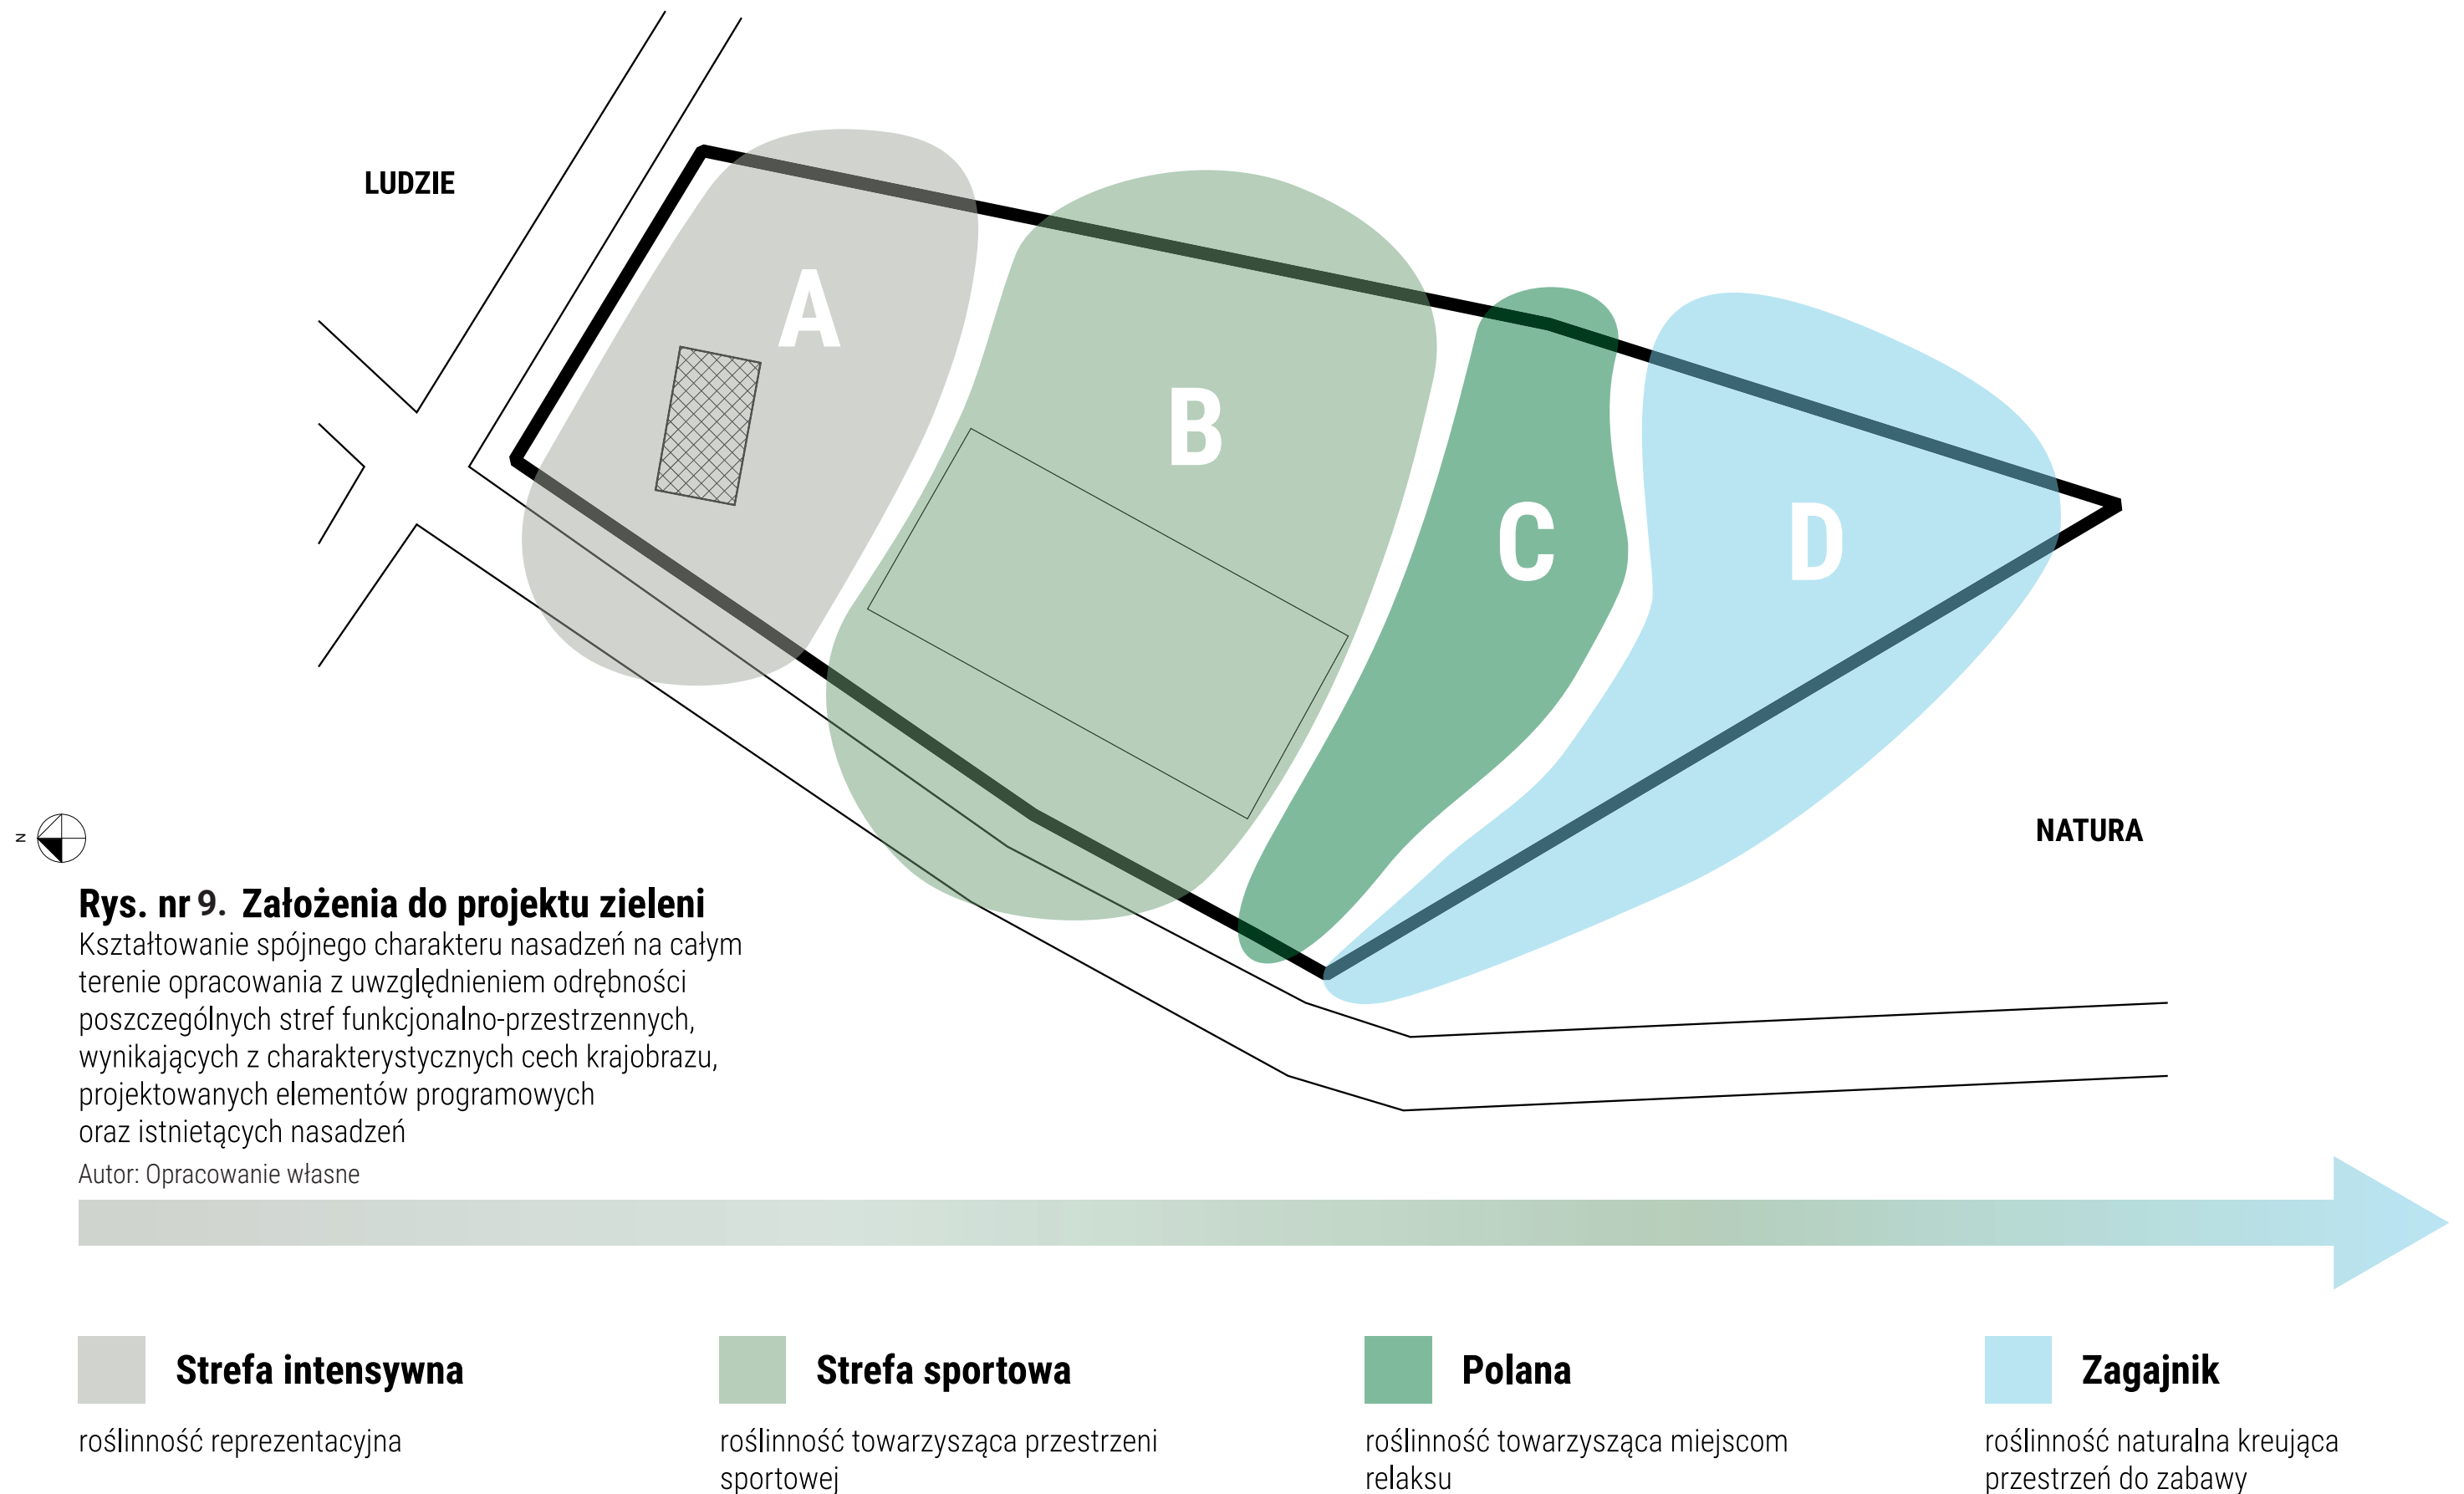 LUDZIE
A
B
C
D
NATURA
N
Rys. nr 9. Założenia do projektu zieleni
Kształtowanie spójnego charakteru nasadzeń na całym
terenie opracowania z uwzględnieniem odrębności
poszczególnych stref funkcjonalno-przestrzennych,
wynikających z charakterystycznych cech krajobrazu,
projektowanych elementów programowych
oraz istnietących nasadzeń
Autor: Opracowanie własne
Strefa intensywna
roślinność reprezentacyjna
Strefa sportowa
roślinność towarzysząca przestrzeni
sportowej
Polana
roślinność towarzysząca miejscom
relaksu
Zagajnik
roślinność naturalna kreująca
przestrzeń do zabawy